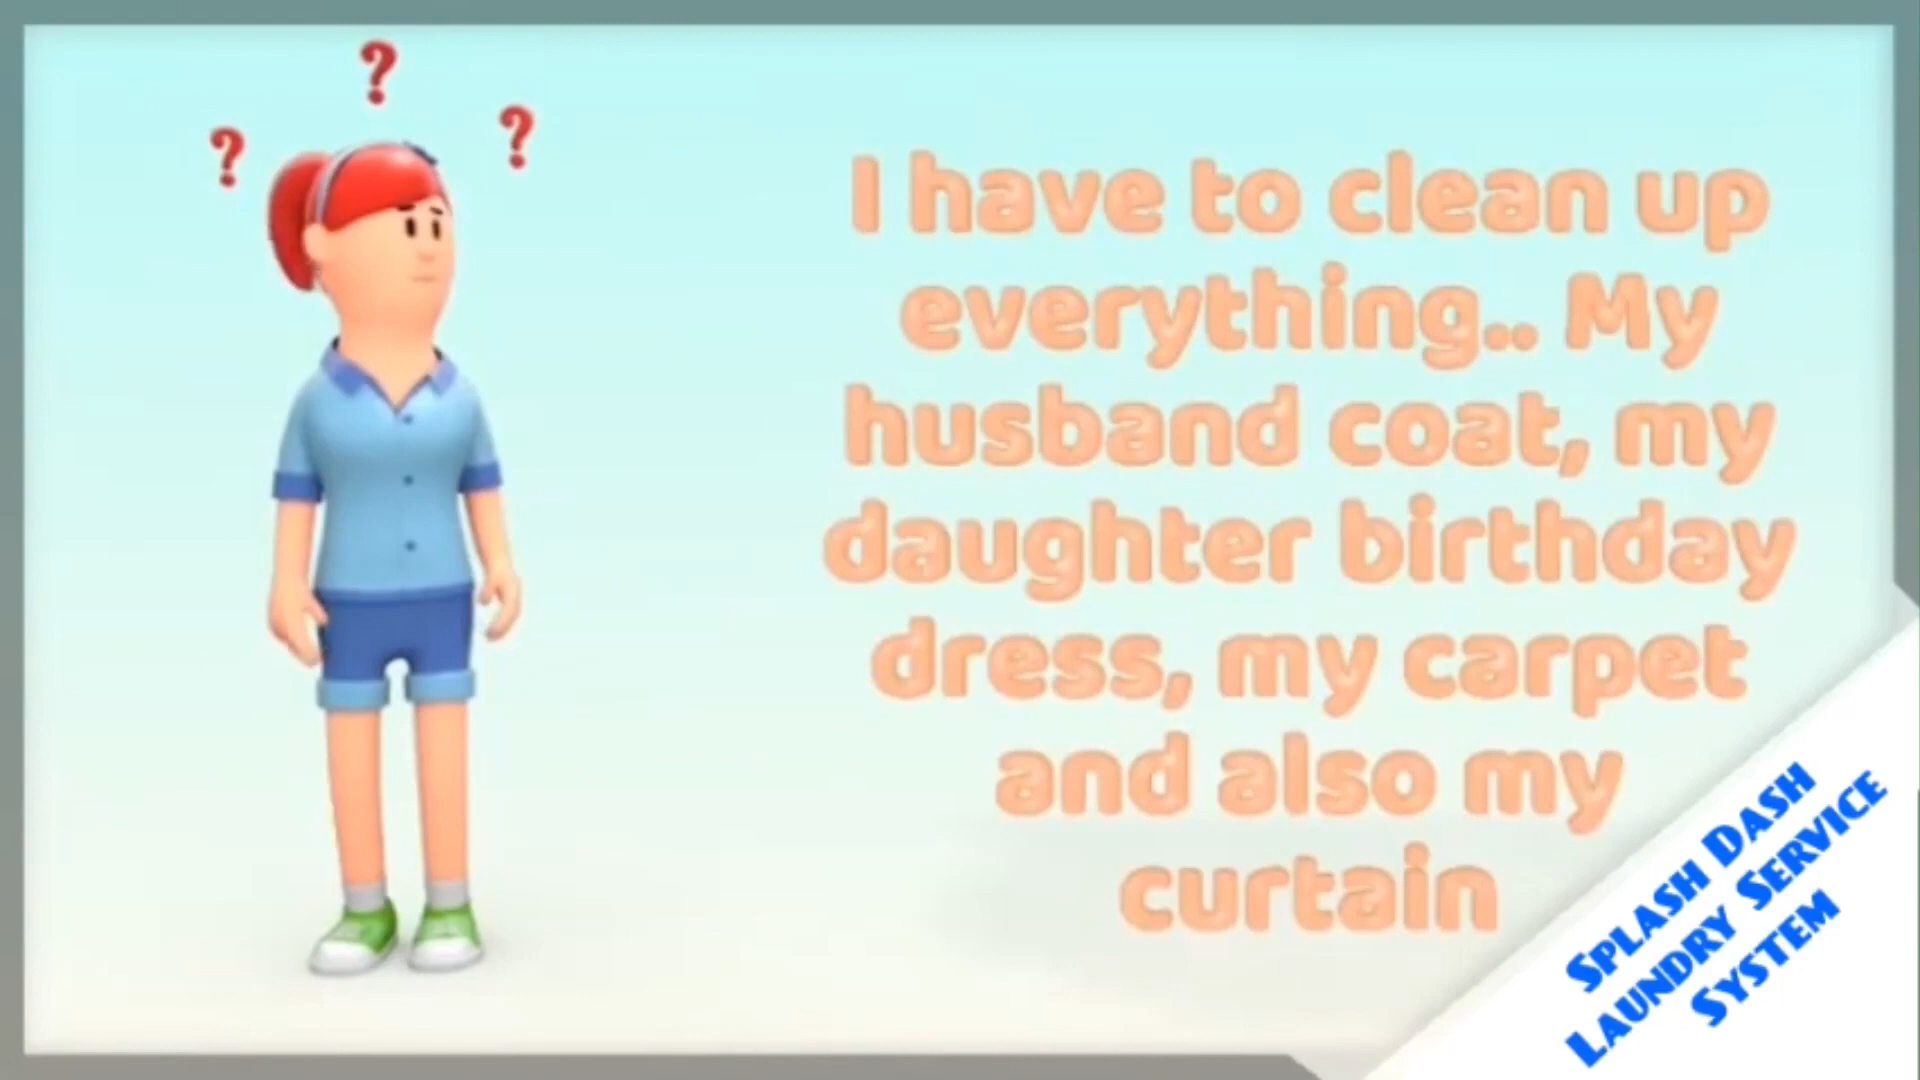 ?
?
?
I have to clean up
everything.. My
husband coat, my
daughter birthday
dress, my carpet
and also my
curtain
SPLASH DASH
LAUNDRY SERVICE
SYSTEM